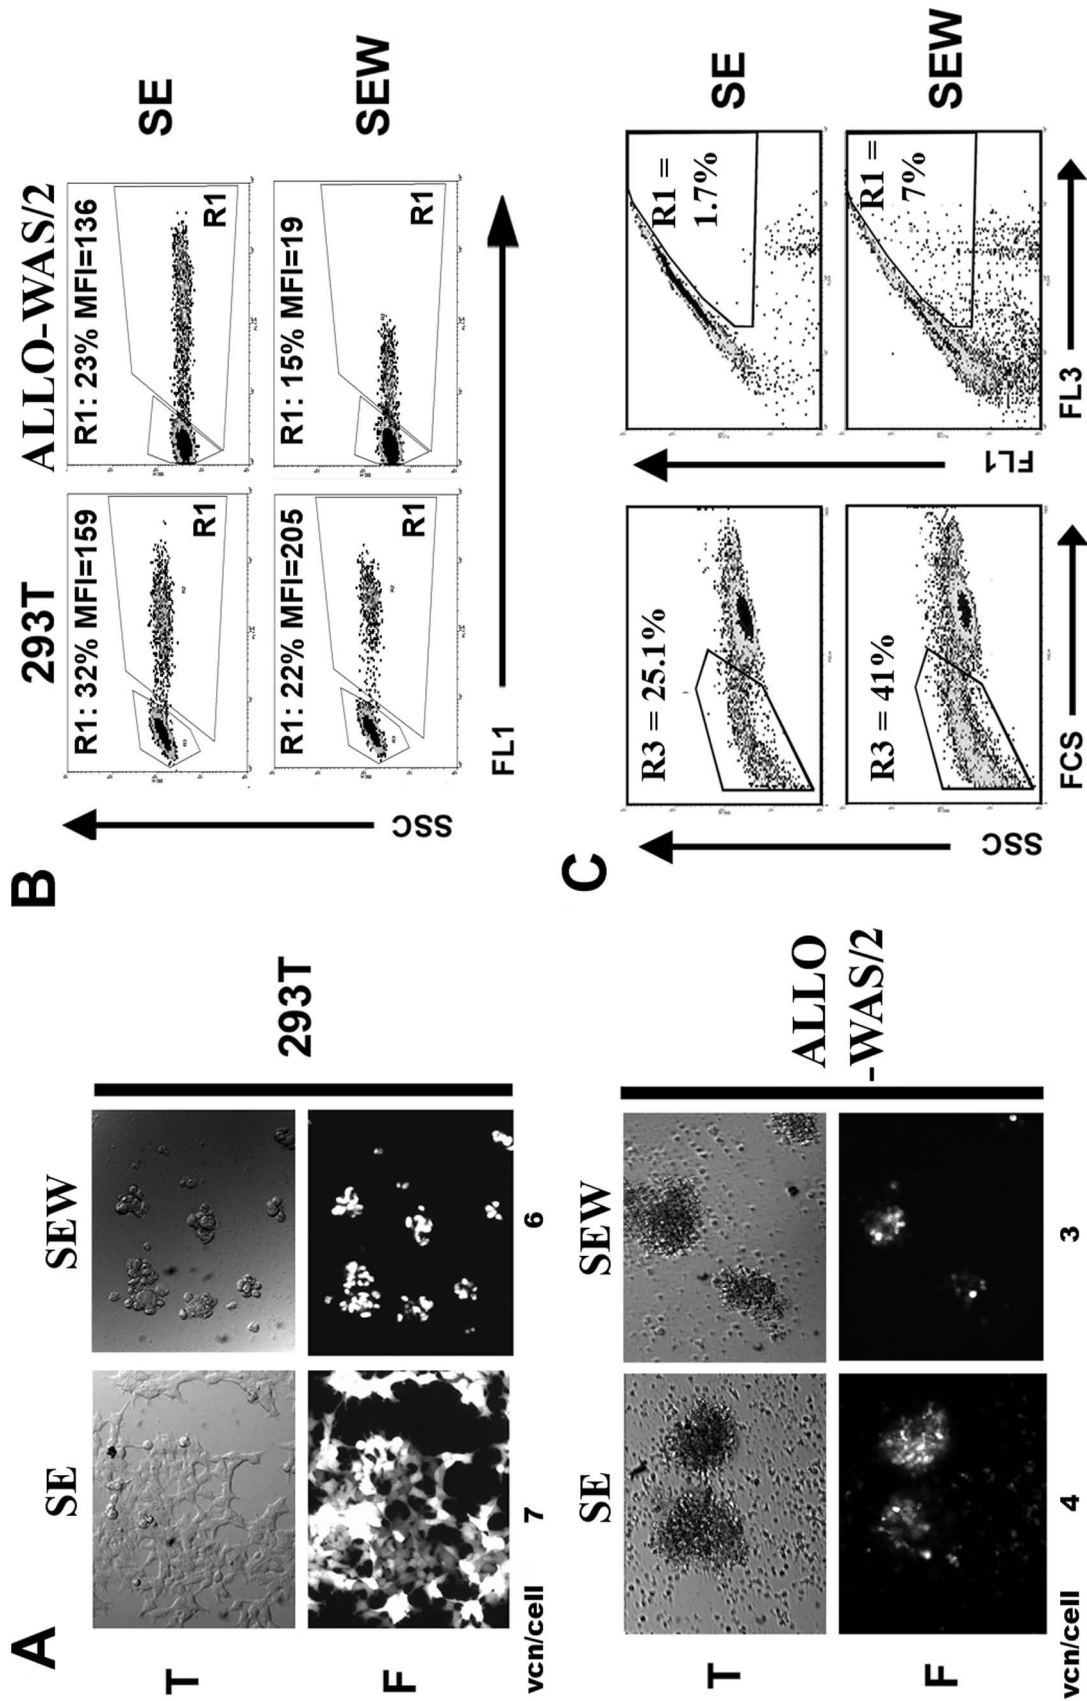 A
SE
SEW
T
F
293T
vcn/cell
7
6
SE
SEW
T
F
ALLO
-WAS/2
vcn/cell
4
3
B
293T
ALLO-WAS/2
R1: 32% MFI=159
R1
R1: 23% MFI=136
R1
SE
R1: 22% MFI=205
R1
R1: 15% MFI=19
R1
SEW
SSC
FL1
C
R3 = 25.1%
R1 =
1.7%
SE
R3 = 41%
R1 =
7%
SEW
SSC
FCS
FL1
FL3